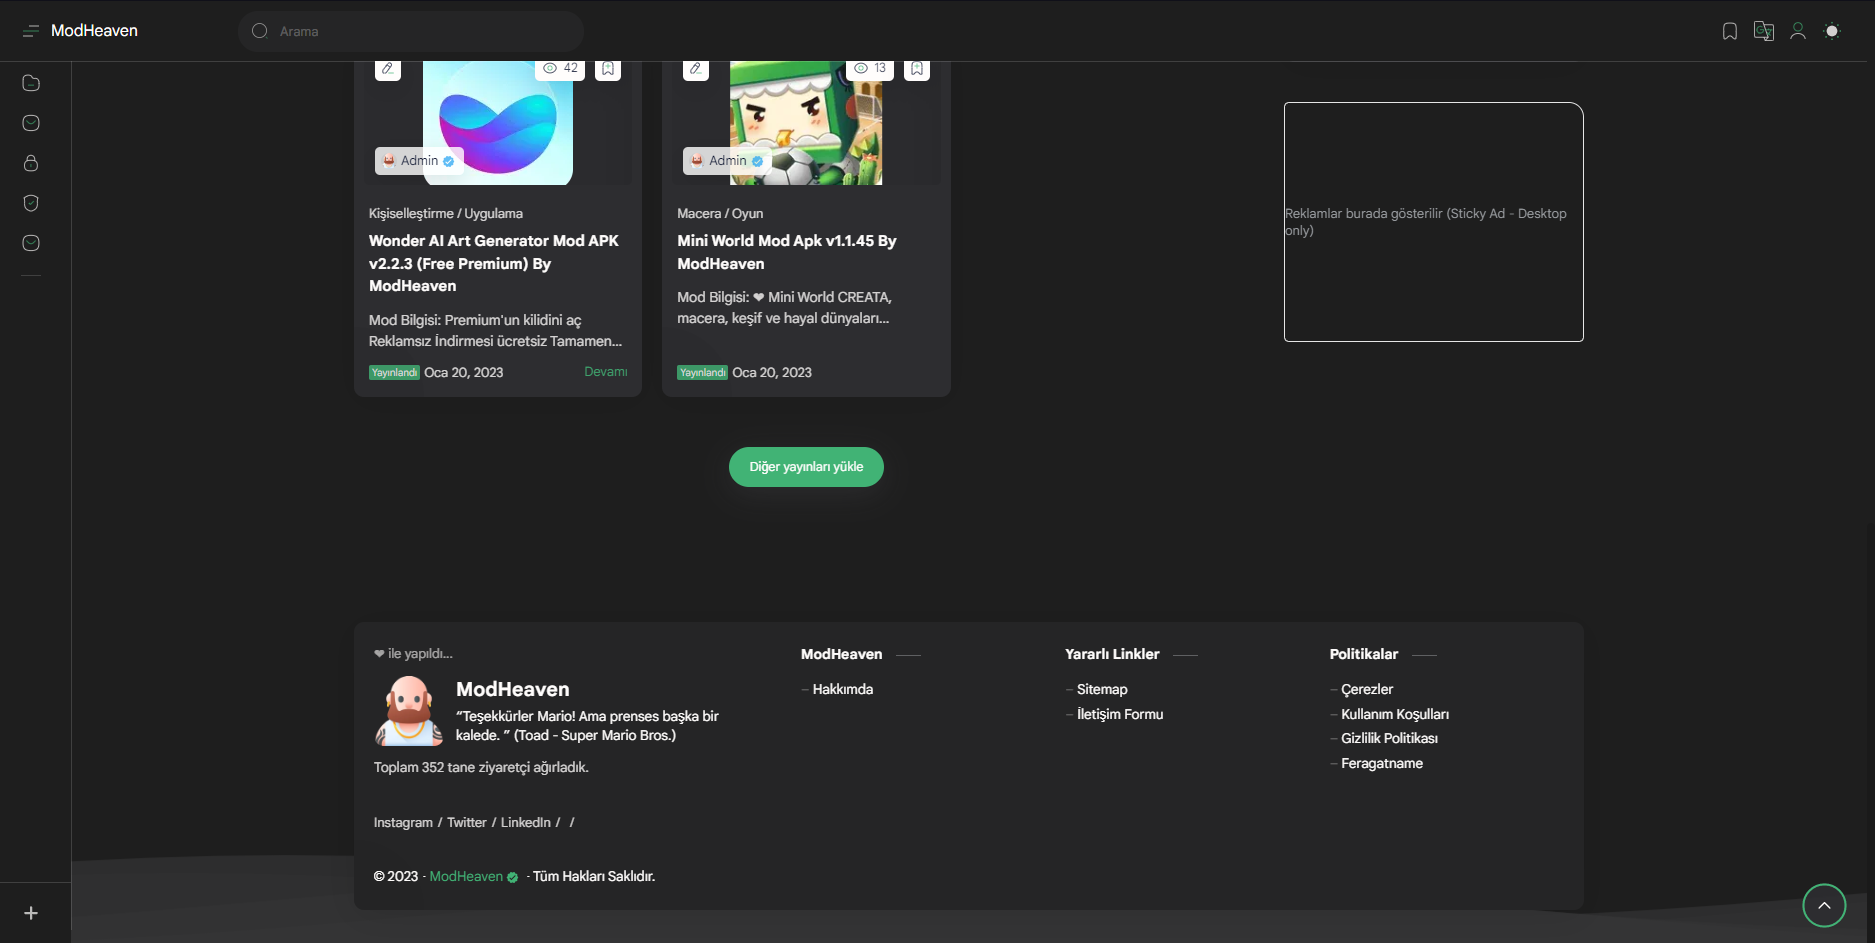 ModHeaven
Arama
42
13
Admin
Admin
Kişiselleştirme / Uygulama
Wonder AI Art Generator Mod APK
v2.2.3 (Free Premium) By
ModHeaven
Mod Bilgisi: Premium'un kilidini aç
Reklamsız İndirmesi ücretsiz Tamamen...
Yayınlandı Oca 20, 2023
Devamı
Macera / Oyun
Mini World Mod Apk v1.1.45 By
ModHeaven
Mod Bilgisi: ❤ Mini World CREATA,
macera, keşif ve hayal dünyaları...
Yayınlandı Oca 20, 2023
Reklamlar burada gösterilir (Sticky Ad - Desktop
only)
Diğer yayınları yükle
❤ ile yapıldı...
ModHeaven
“Teşekkürler Mario! Ama prenses başka bir
kalede. ” (Toad - Super Mario Bros.)
Toplam 352 tane ziyaretçi ağırladık.
Instagram / Twitter / LinkedIn / /
© 2023 - ModHeaven - Tüm Hakları Saklıdır.
ModHeaven
– Hakkımda
Yararlı Linkler
– Sitemap
– İletişim Formu
Politikalar
– Çerezler
– Kullanım Koşulları
– Gizlilik Politikası
– Feragatname